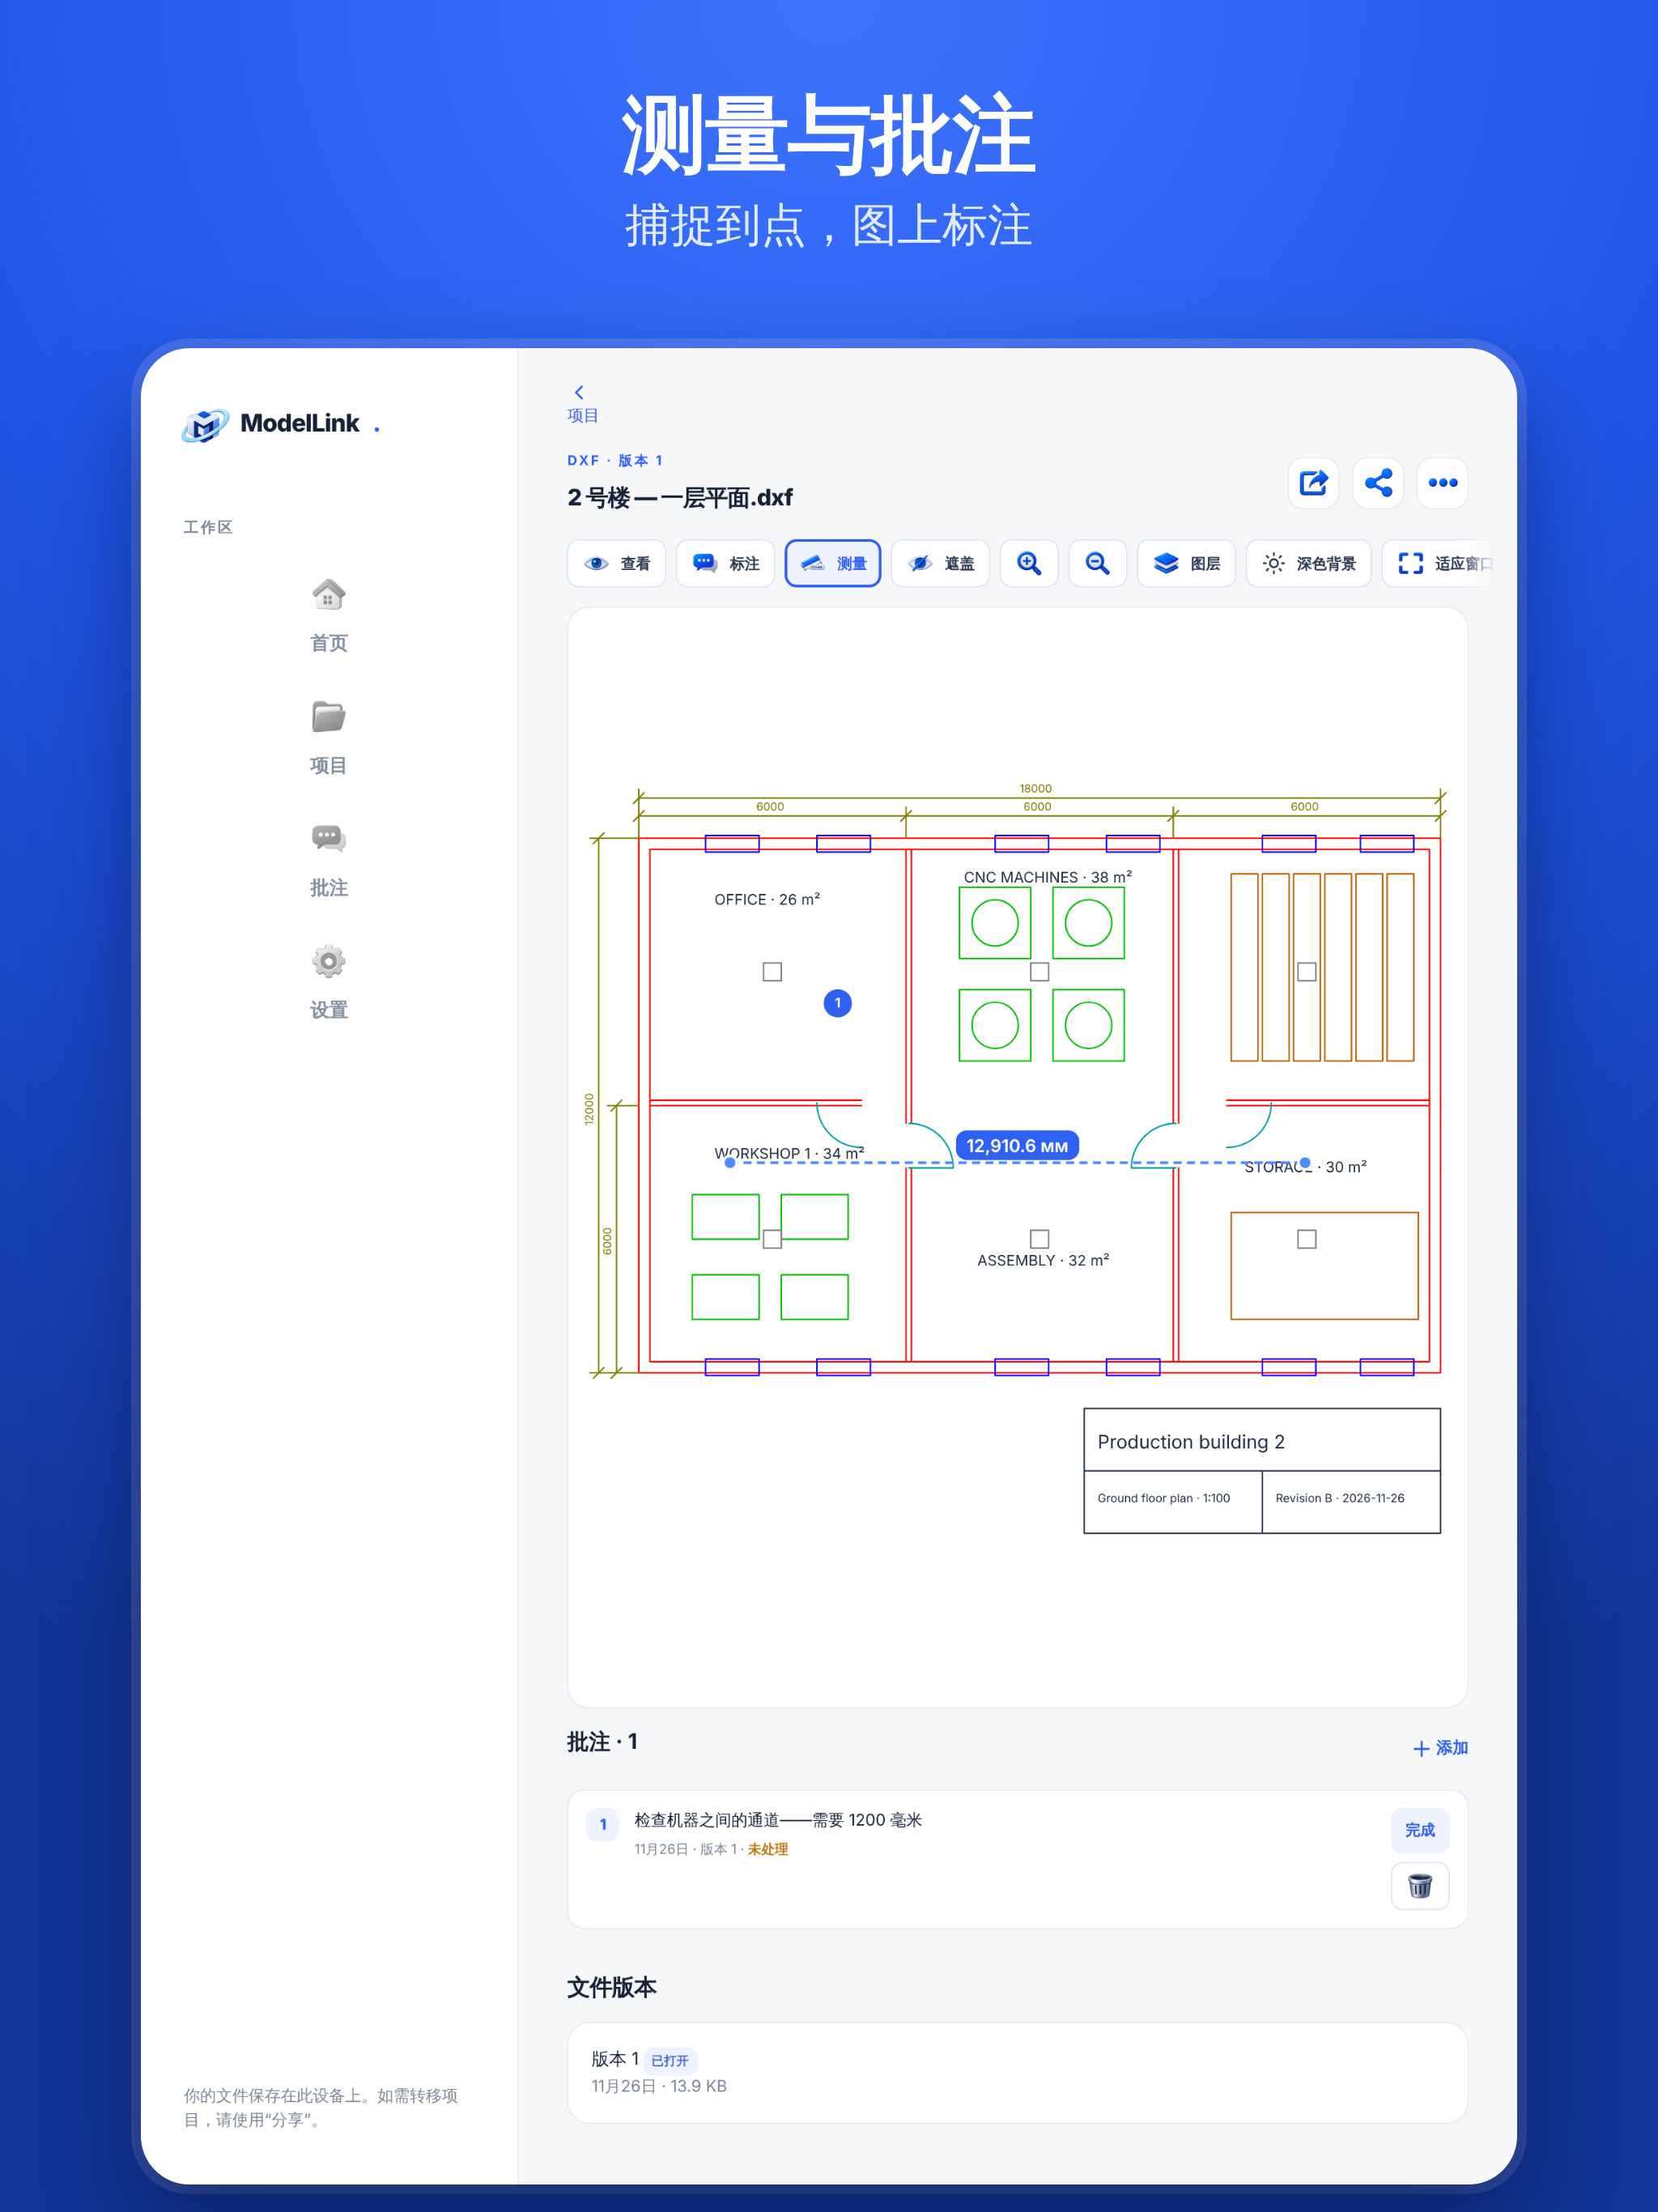 测量与批注
捕捉到点，图上标注
ModelLink .
工作区
首页
项目
批注
设置
你的文件保存在此设备上。如需转移项
目，请使用“分享”。
项目
DXF · 版本 1
2 号楼 — 一层平面.dxf
查看
标注
测量
遮盖
图层
深色背景
适应窗口
18000
6000
6000
6000
CNC MACHINES · 38 m²
OFFICE · 26 m²
1
12000
12,910.6 мм
WORKSHOP 1 · 34 m²
STORAGE · 30 m²
6000
ASSEMBLY · 32 m²
Production building 2
Ground floor plan · 1:100
Revision B · 2026-11-26
批注 · 1
添加
1
检查机器之间的通道——需要 1200 毫米
11月26日 · 版本 1 · 未处理
完成
文件版本
版本 1 已打开
11月26日 · 13.9 KB